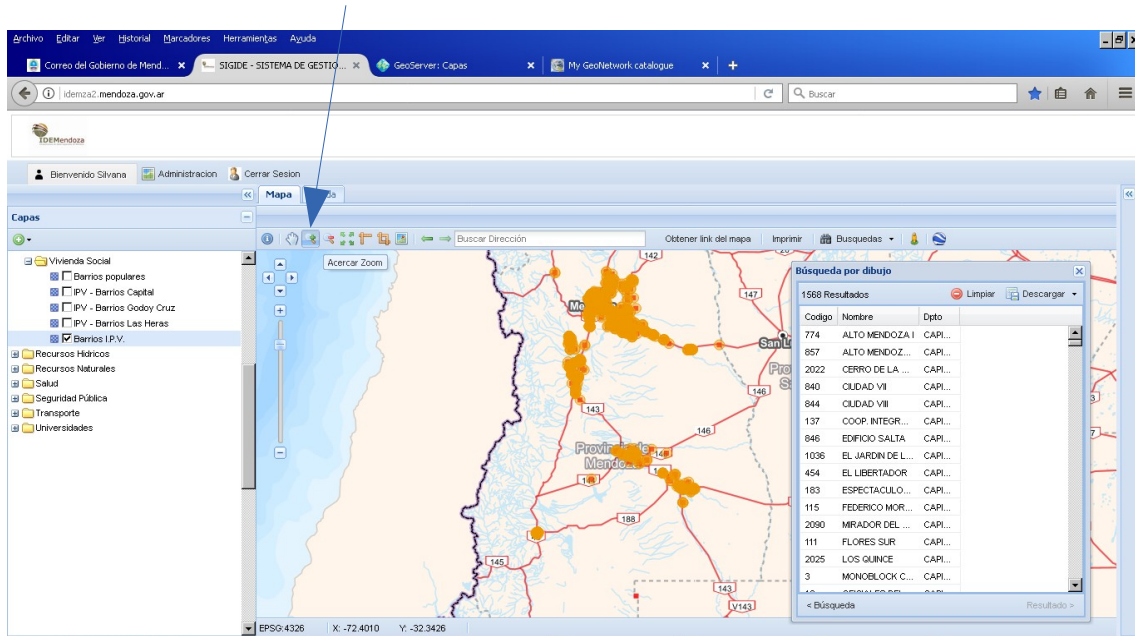 Archivo Editar Ver Historial Marcadores Herramientas Ayuda
Correo del Gobierno de Mend... SIGIDE - SISTEMA DE GESTIO... GeoServer: Capas My GeoNetwork catalogue
idemza2.mendoza.gov.ar Buscar
IDEMendoza
Bienvenido Silvana Administracion Cerrar Sesion
Mapa
Capas
Buscar Dirección Obtener link del mapa Imprimir Busquedas
Acercar Zoom
Vivienda Social
Barrios populares
IPV - Barrios Capital
IPV - Barrios Godoy Cruz
IPV - Barrios Las Heras
Barrios I.P.V.
Recursos Hidricos
Recursos Naturales
Salud
Seguridad Pública
Transporte
Universidades
142
147
146
143
146
Provincia de
Mendoza
188
145
143
V143
Búsqueda por dibujo
1568 Resultados Limpiar Descargar
Codigo Nombre Dpto
774 ALTO MENDOZA I CAPI...
857 ALTO MENDOZ... CAPI...
2022 CERRO DE LA ... CAPI...
840 CIUDAD VII CAPI...
844 CIUDAD VIII CAPI...
137 COOP. INTEGR... CAPI...
846 EDIFICIO SALTA CAPI...
1036 EL JARDIN DE L... CAPI...
454 EL LIBERTADOR CAPI...
183 ESPECTACULO... CAPI...
115 FEDERICO MOR... CAPI...
2090 MIRADOR DEL ... CAPI...
111 FLORES SUR CAPI...
2025 LOS QUINCE CAPI...
3 MONOBLOCK C... CAPI...
< Búsqueda Resultado >
EPSG:4326 X: -72.4010 Y: -32.3426